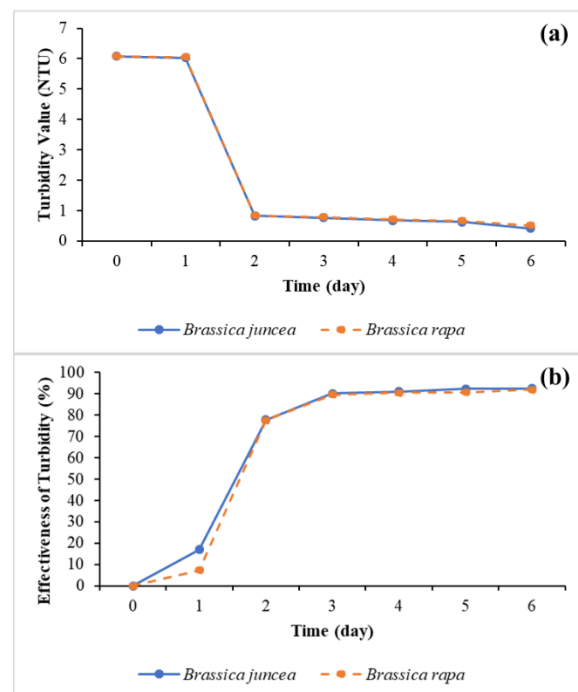 (a)
Turbidity Value (NTU)
7
6
5
4
3
2
1
0
0 1 2 3 4 5 6
Time (day)
Brassica juncea Brassica rapa
(b)
Effectiveness of Turbidity (%)
100
90
80
70
60
50
40
30
20
10
0
0 1 2 3 4 5 6
Time (day)
Brassica juncea Brassica rapa